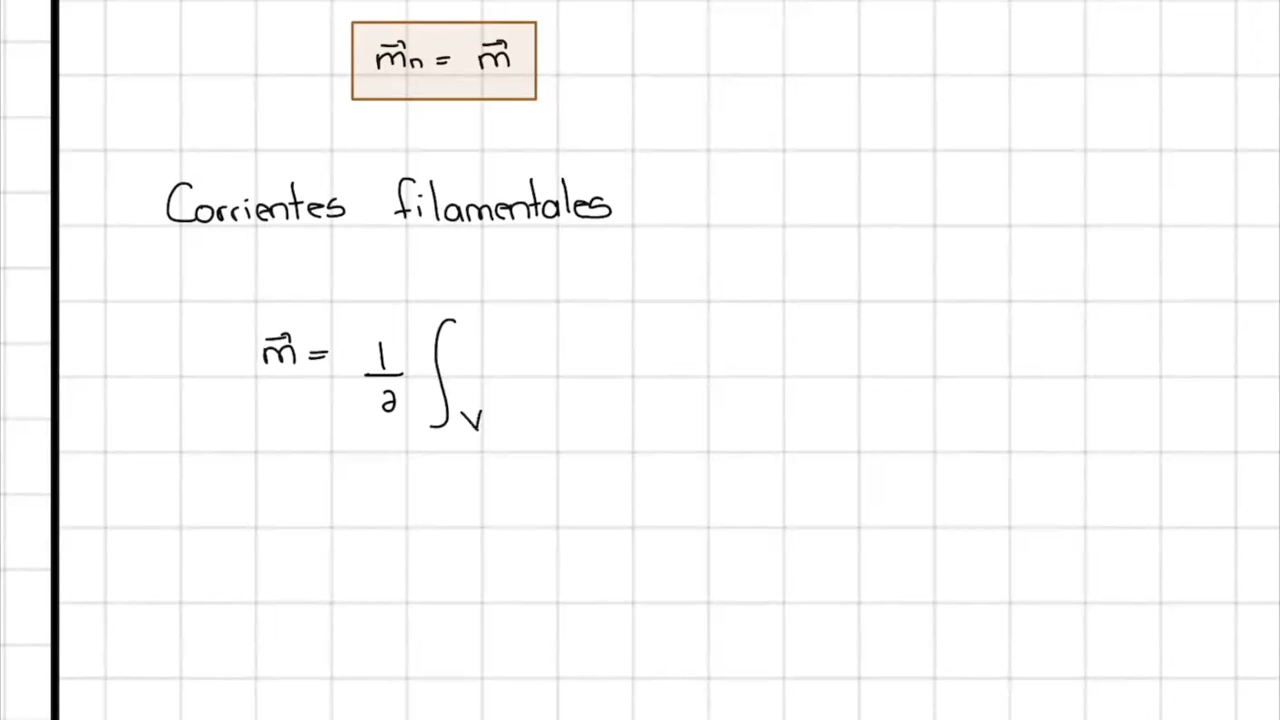 m⃗n = m⃗
Corrientes filamentales
m⃗ = 1/2 ∫V